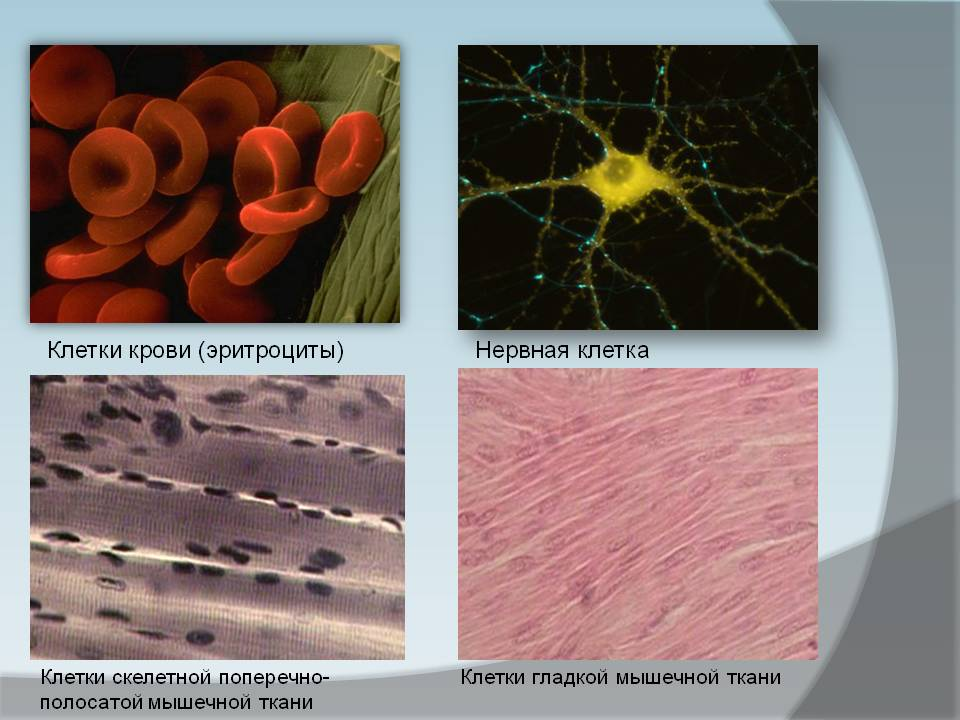 Клетки крови (эритроциты)
Нервная клетка
Клетки скелетной поперечно-
полосатой мышечной ткани
Клетки гладкой мышечной ткани